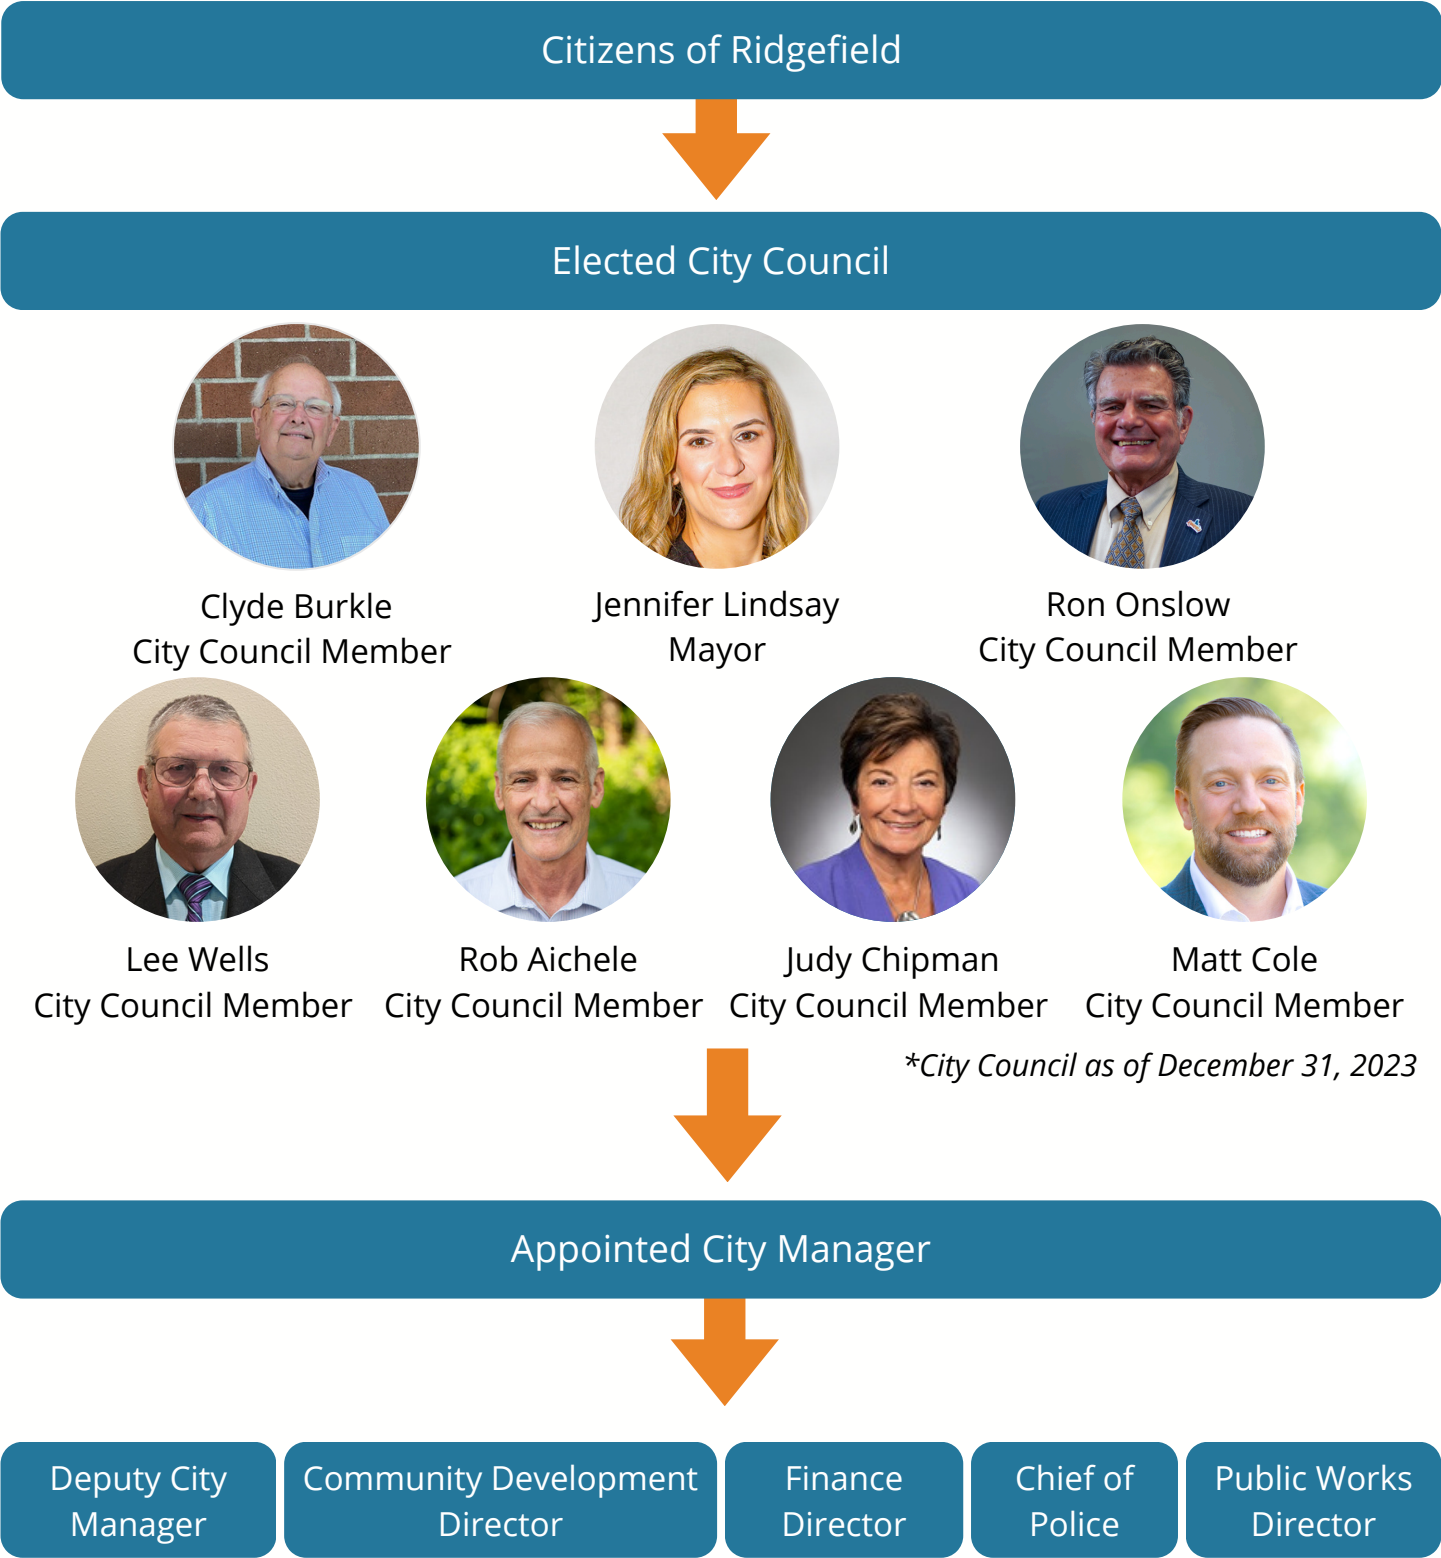 Citizens of Ridgefield
Elected City Council
Clyde Burkle
City Council Member
Jennifer Lindsay
Mayor
Ron Onslow
City Council Member
Lee Wells
City Council Member
Rob Aichele
City Council Member
Judy Chipman
City Council Member
Matt Cole
City Council Member
*City Council as of December 31, 2023
Appointed City Manager
Deputy City
Manager
Community Development
Director
Finance
Director
Chief of
Police
Public Works
Director